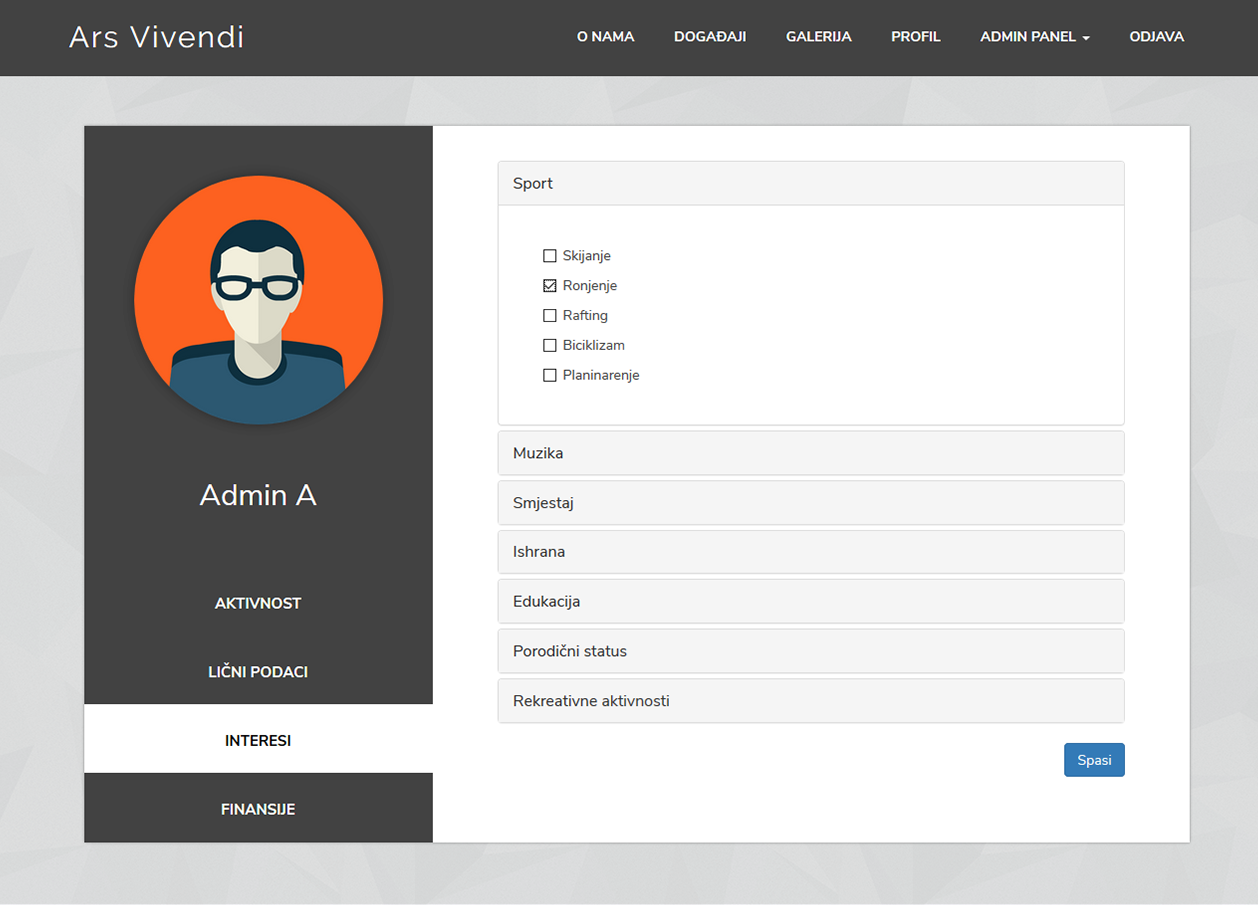 Ars Vivendi
O NAMA
DOGAĐAJI
GALERIJA
PROFIL
ADMIN PANEL
ODJAVA
Admin A
AKTIVNOST
LIČNI PODACI
INTERESI
FINANSIJE
Sport
Skijanje
Ronjenje
Rafting
Biciklizam
Planinarenje
Muzika
Smjestaj
Ishrana
Edukacija
Porodični status
Rekreativne aktivnosti
Spasi